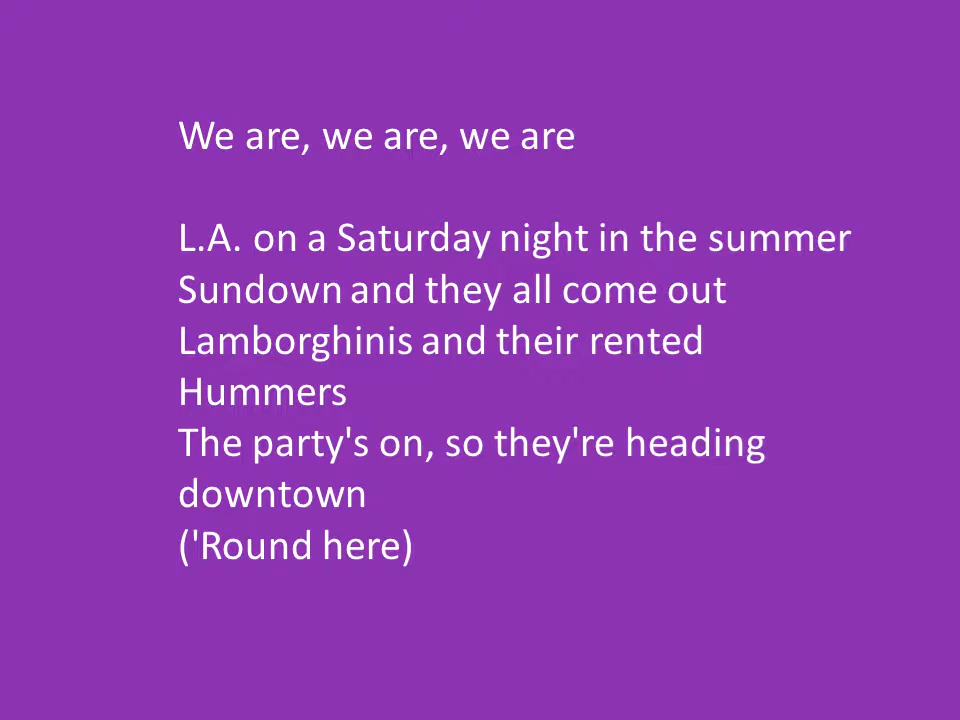 We are, we are, we are
L.A. on a Saturday night in the summer
Sundown and they all come out
Lamborghinis and their rented
Hummers
The party's on, so they're heading
downtown
('Round here)